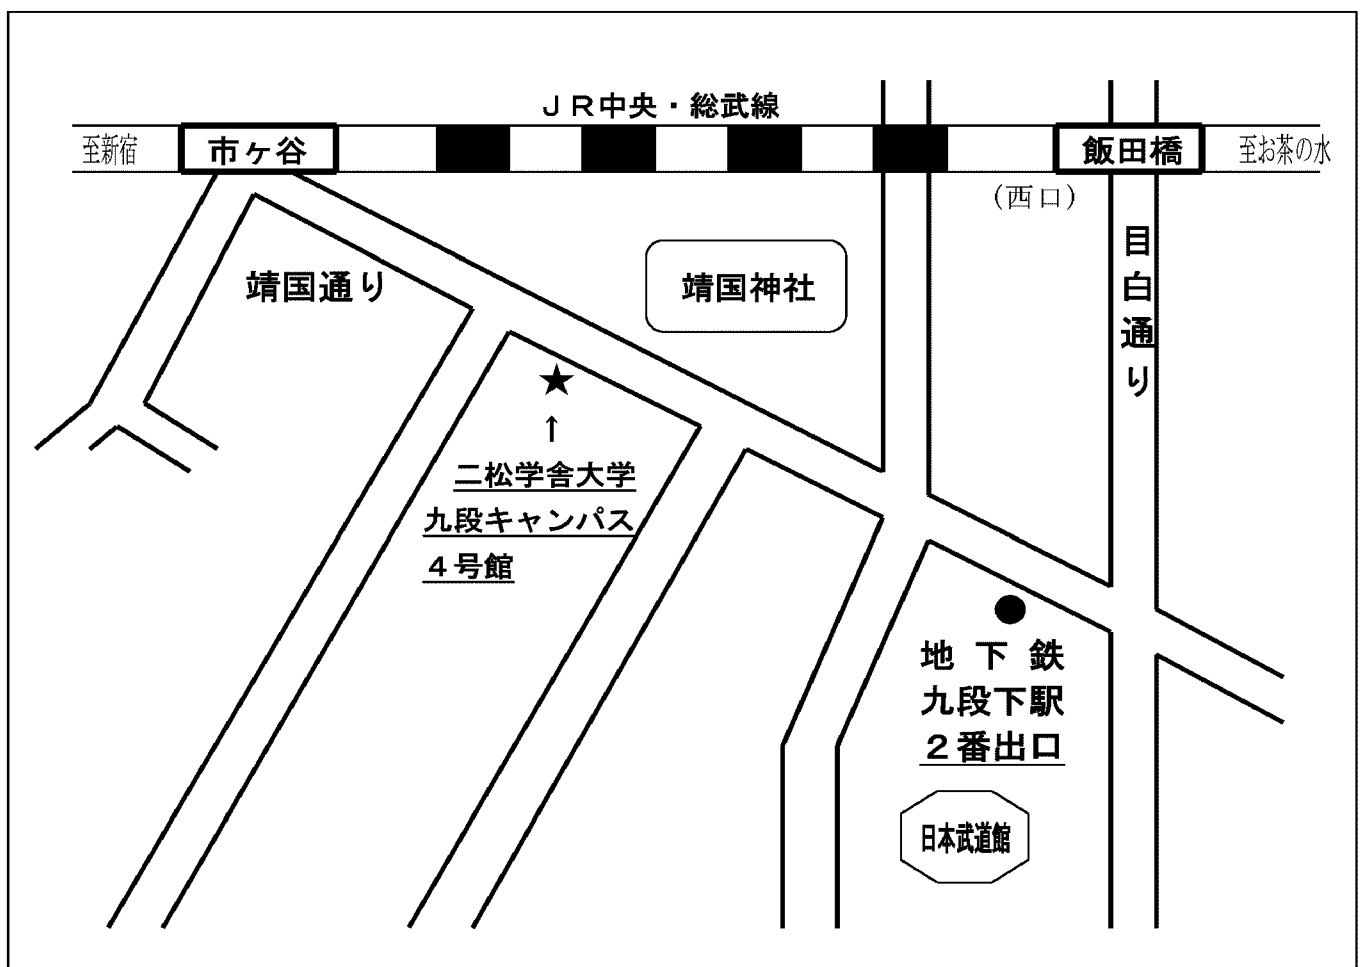 ＪＲ中央・総武線
至新宿
市ヶ谷
飯田橋
至お茶の水
(西口)
目白通り
靖国通り
靖国神社
★
↑
二松学舎大学
九段キャンパス
４号館
●
地下鉄
九段下駅
２番出口
日本武道館